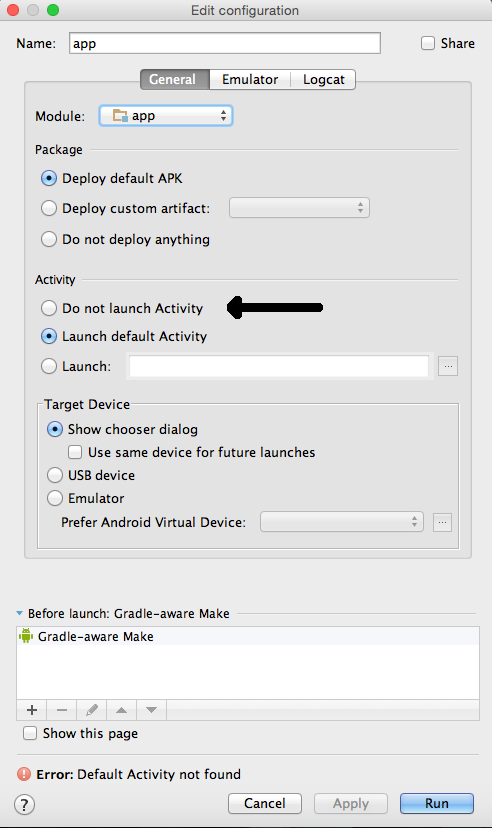 Edit configuration
Name: app Share
General Emulator Logcat
Module: app
Package
Deploy default APK
Deploy custom artifact:
Do not deploy anything
Activity
Do not launch Activity
Launch default Activity
Launch: ...
Target Device
Show chooser dialog
Use same device for future launches
USB device
Emulator
Prefer Android Virtual Device: ...
Before launch: Gradle-aware Make
Gradle-aware Make
Show this page
Error: Default Activity not found
? Cancel Apply Run